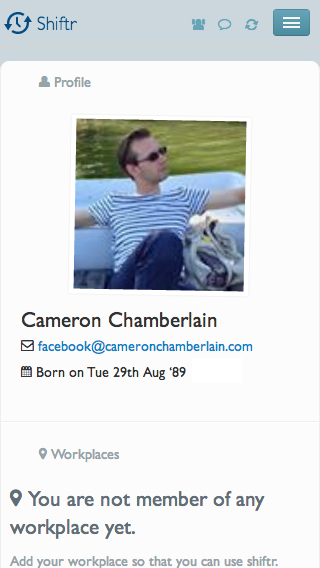 Shiftr
Profile
Cameron Chamberlain
facebook@cameronchamberlain.com
Born on Tue 29th Aug ‘89
Workplaces
You are not member of any
workplace yet.
Add your workplace so that you can use shiftr.